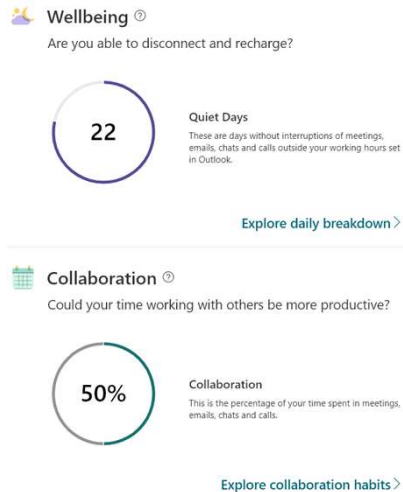 Wellbeing
Are you able to disconnect and recharge?
22
Quiet Days
These are days without interruptions of meetings,
emails, chats and calls outside your working hours set
in Outlook.
Explore daily breakdown >
Collaboration
Could your time working with others be more productive?
50%
Collaboration
This is the percentage of your time spent in meetings,
emails, chats and calls.
Explore collaboration habits >